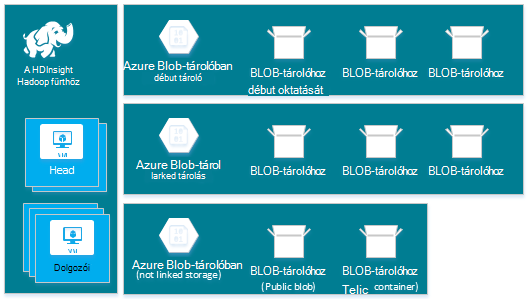 A HDInsight
Hadoop fürthöz
VM
Head
VM
Dolgozói
Azure Blob-tárolóban
début tároló
BLOB-tárolóhoz
début oktatását
BLOB-tárolóhoz
BLOB-tárolóhoz
Azure Blob-tárol
larked tárolás
BLOB-tárolóhoz
BLOB-tárolóhoz
BLOB-tárolóhoz
Azure Blob-tárolóban
(not linked storage)
BLOB-tárolóhoz
(Public blob)
BLOB-tárolóhoz
Telic container)